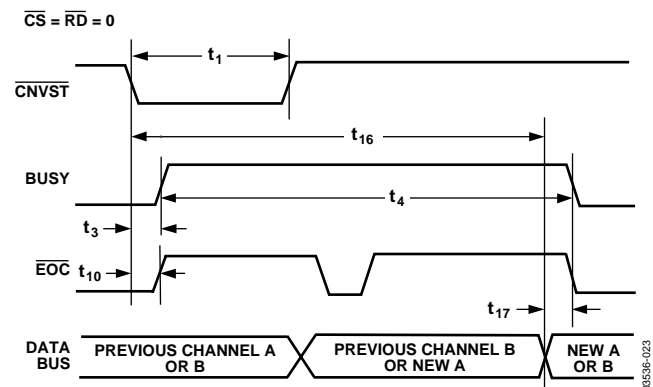 CS = RD = 0
t1
CNVST
t16
BUSY
t4
t3
EOC
t10
t17
DATA BUS
PREVIOUS CHANNEL A OR B
PREVIOUS CHANNEL B OR NEW A
NEW A OR B
03536-023